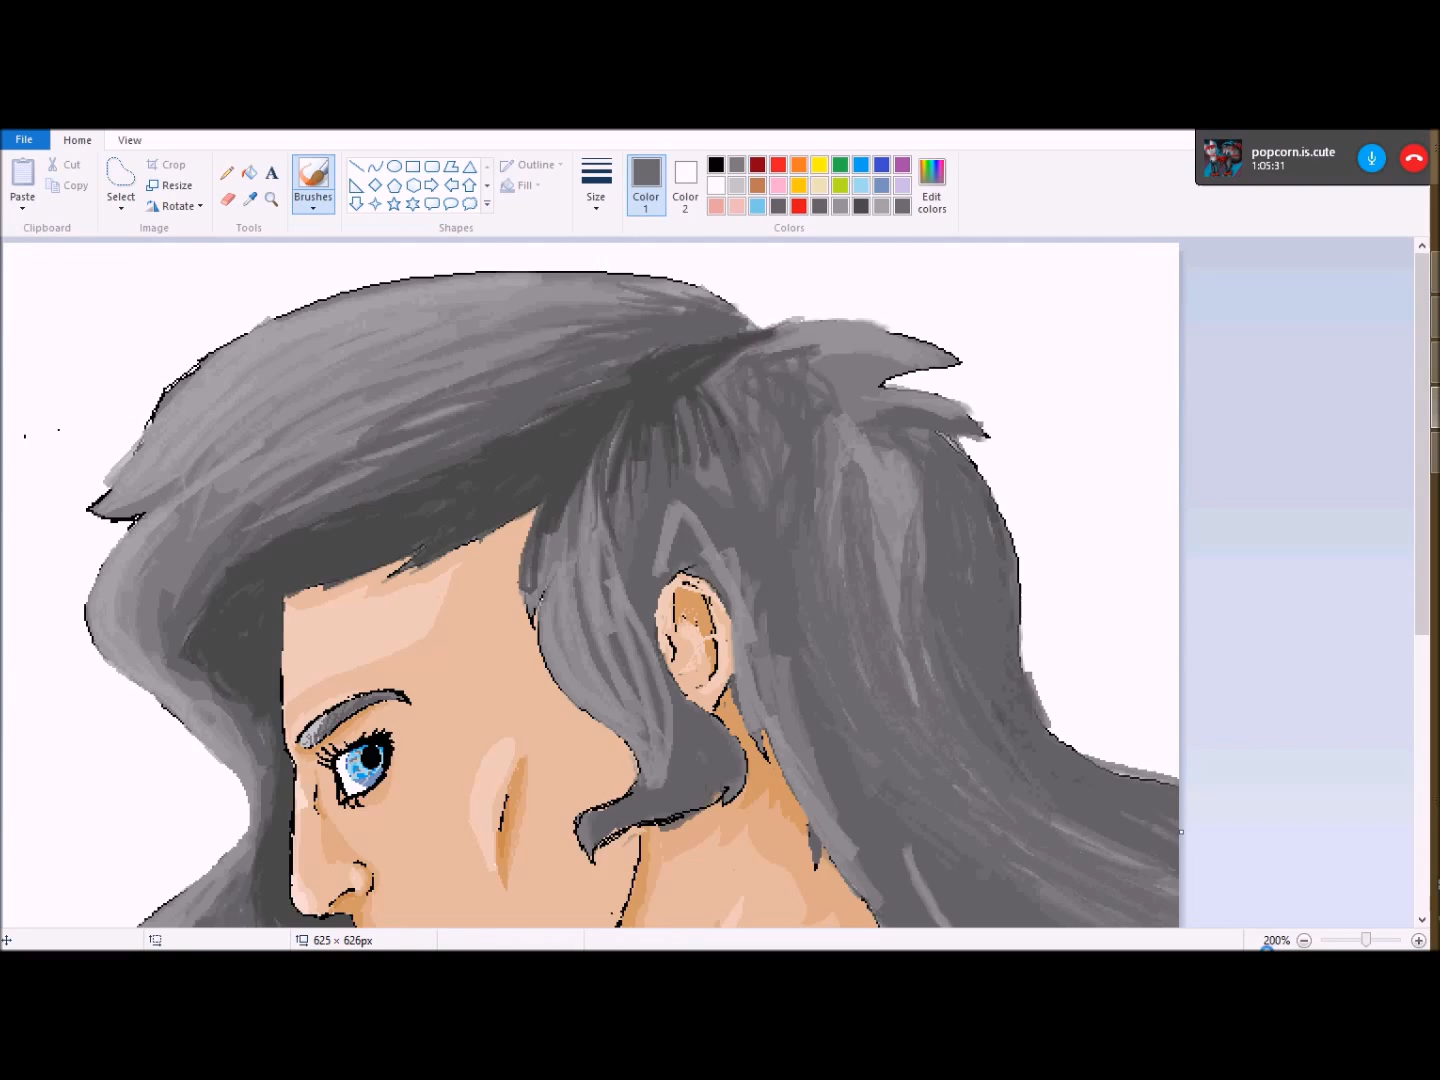 File Home View
popcorn.is.cute
1:05:31
Paste
Cut
Copy
Clipboard
Select
Crop
Resize
Rotate
Image
A
Tools
Brushes
Outline
Fill
Shapes
Size
Color
1
Color
2
Edit
colors
Colors
625 × 626px
200%